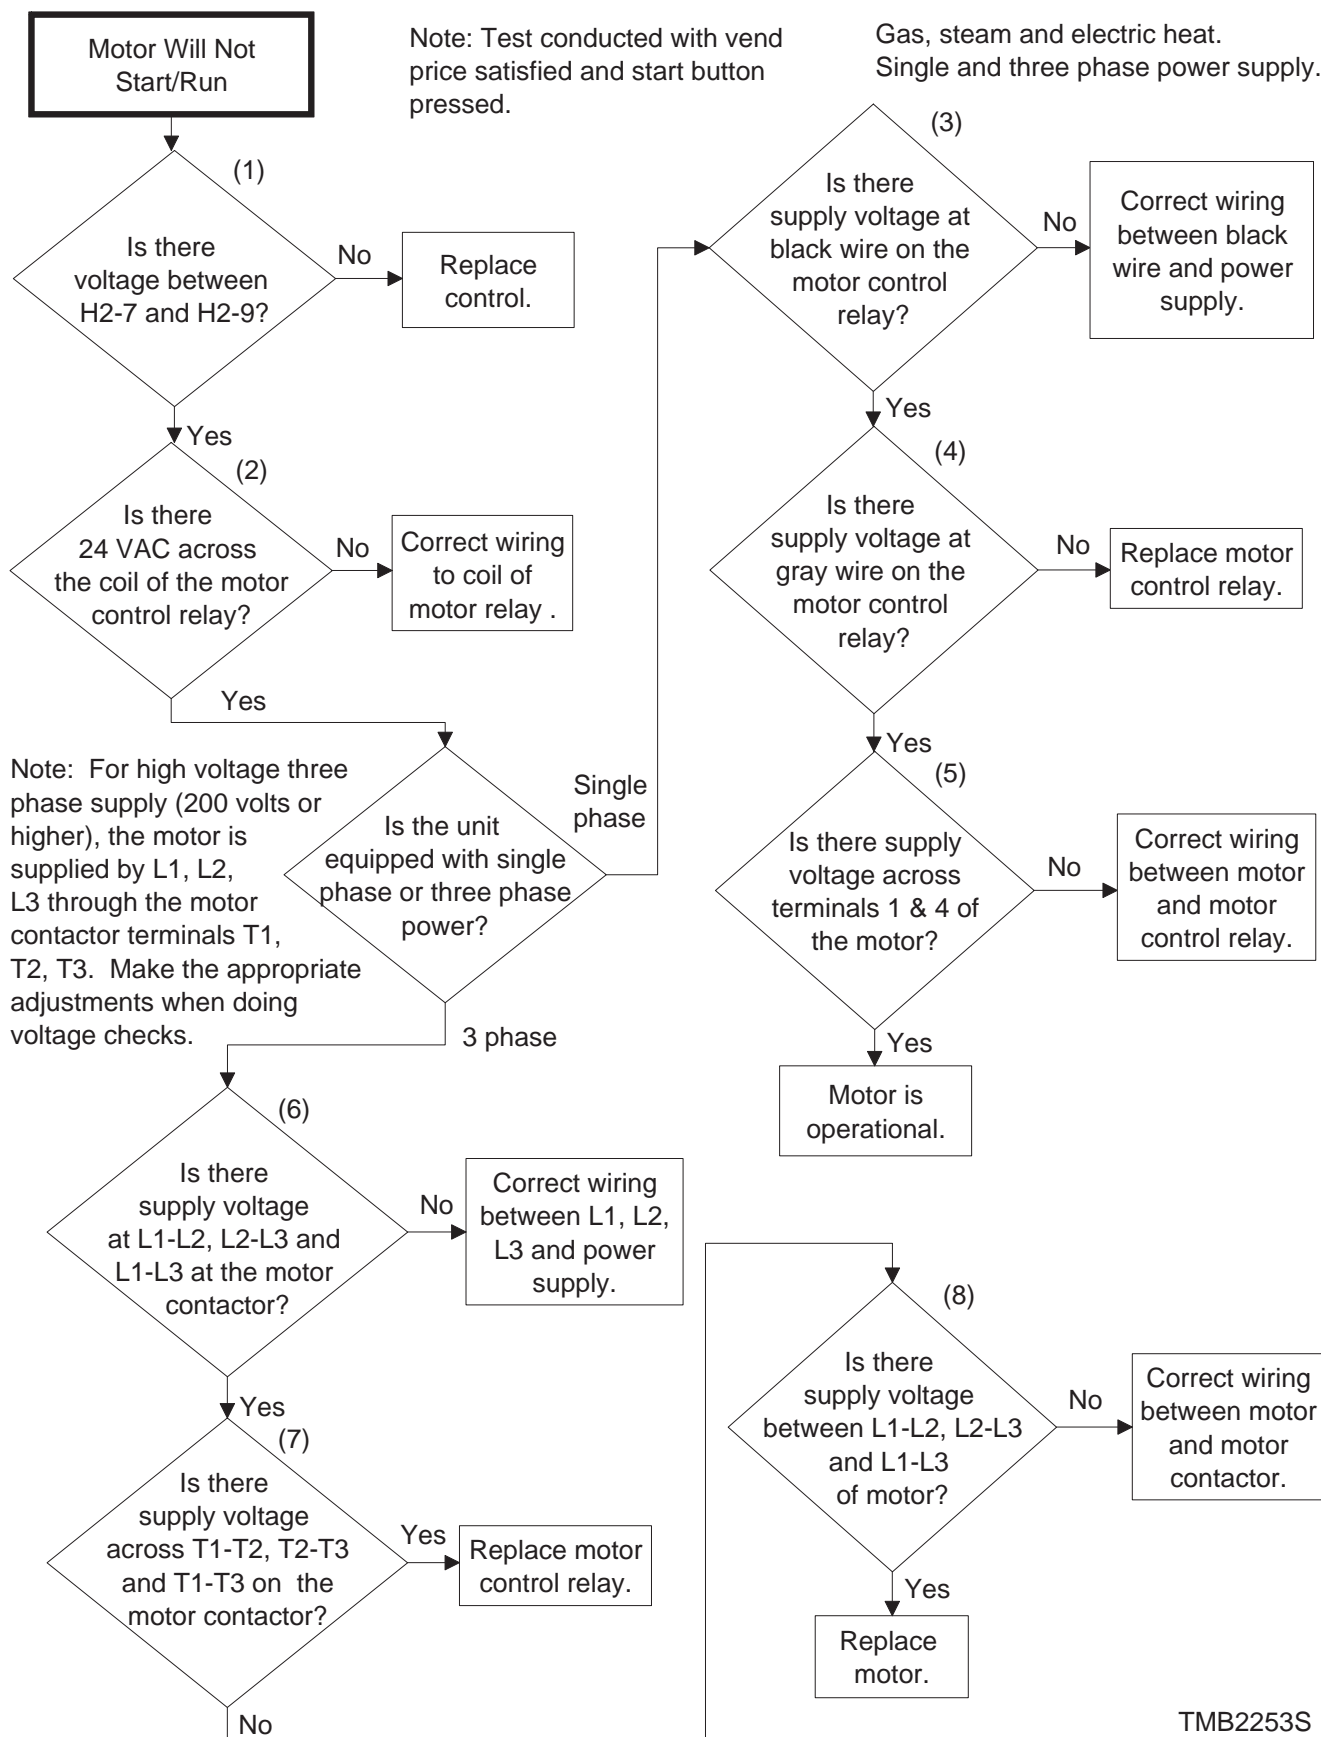 Motor Will Not
Start/Run
Note: Test conducted with vend
price satisfied and start button
pressed.
Gas, steam and electric heat.
Single and three phase power supply.
(1)
Is there
voltage between
H2-7 and H2-9?
No
Replace
control.
Yes
(2)
Is there
24 VAC across
the coil of the motor
control relay?
No
Correct wiring
to coil of
motor relay .
Yes
Note:  For high voltage three
phase supply (200 volts or
higher), the motor is
supplied by L1, L2,
L3 through the motor
contactor terminals T1,
T2, T3.  Make the appropriate
adjustments when doing
voltage checks.
Is the unit
equipped with single
phase or three phase
power?
Single
phase
3 phase
(3)
Is there
supply voltage at
black wire on the
motor control
relay?
No
Correct wiring
between black
wire and power
supply.
Yes
(4)
Is there
supply voltage at
gray wire on the
motor control
relay?
No
Replace motor
control relay.
Yes
(5)
Is there supply
voltage across
terminals 1 & 4 of
the motor?
No
Correct wiring
between motor
and motor
control relay.
Yes
Motor is
operational.
(6)
Is there
supply voltage
at L1-L2, L2-L3 and
L1-L3 at the motor
contactor?
No
Correct wiring
between L1, L2,
L3 and power
supply.
Yes
(7)
Is there
supply voltage
across T1-T2, T2-T3
and T1-T3 on  the
motor contactor?
Yes
Replace motor
control relay.
No
(8)
Is there
supply voltage
between L1-L2, L2-L3
and L1-L3
of motor?
No
Correct wiring
between motor
and motor
contactor.
Yes
Replace
motor.
TMB2253S